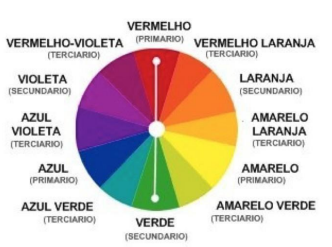 VERMELHO
(PRIMARIO)
VERMELHO LARANJA
(TERCIARIO)
LARANJA
(SECUNDARIO)
AMARELO
LARANJA
(TERCIARIO)
AMARELO
(PRIMARIO)
AMARELO VERDE
(TERCIARIO)
VERDE
(SECUNDARIO)
AZUL VERDE
(TERCIARIO)
AZUL
(PRIMARIO)
AZUL
VIOLETA
(TERCIARIO)
VIOLETA
(SECUNDARIO)
VERMELHO-VIOLETA
(TERCIARIO)